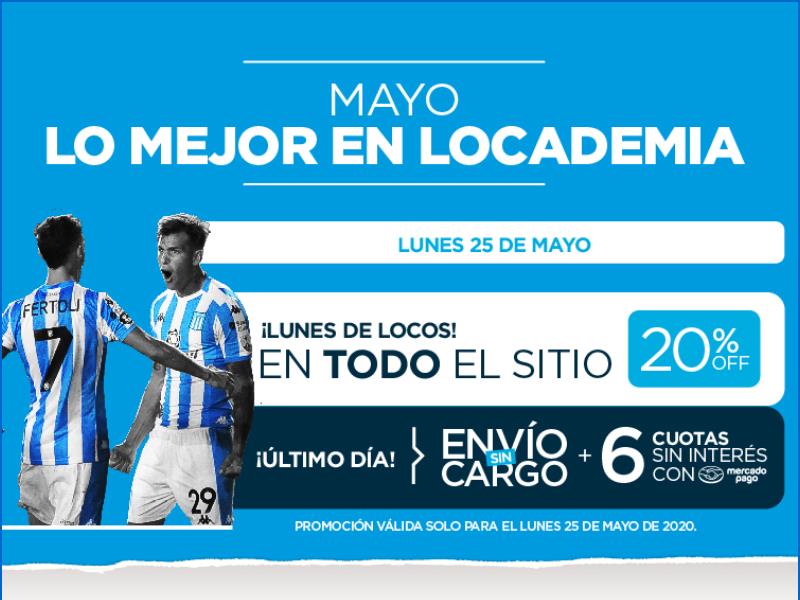 MAYO
LO MEJOR EN LOCADEMIA
LUNES 25 DE MAYO
FERTOLI
7
29
¡LUNES DE LOCOS!
EN TODO EL SITIO
20% OFF
¡ÚLTIMO DÍA!
ENVÍO
SIN
CARGO
+
6 CUOTAS
SIN INTERÉS
CON mercado pago
PROMOCIÓN VÁLIDA SOLO PARA EL LUNES 25 DE MAYO DE 2020.